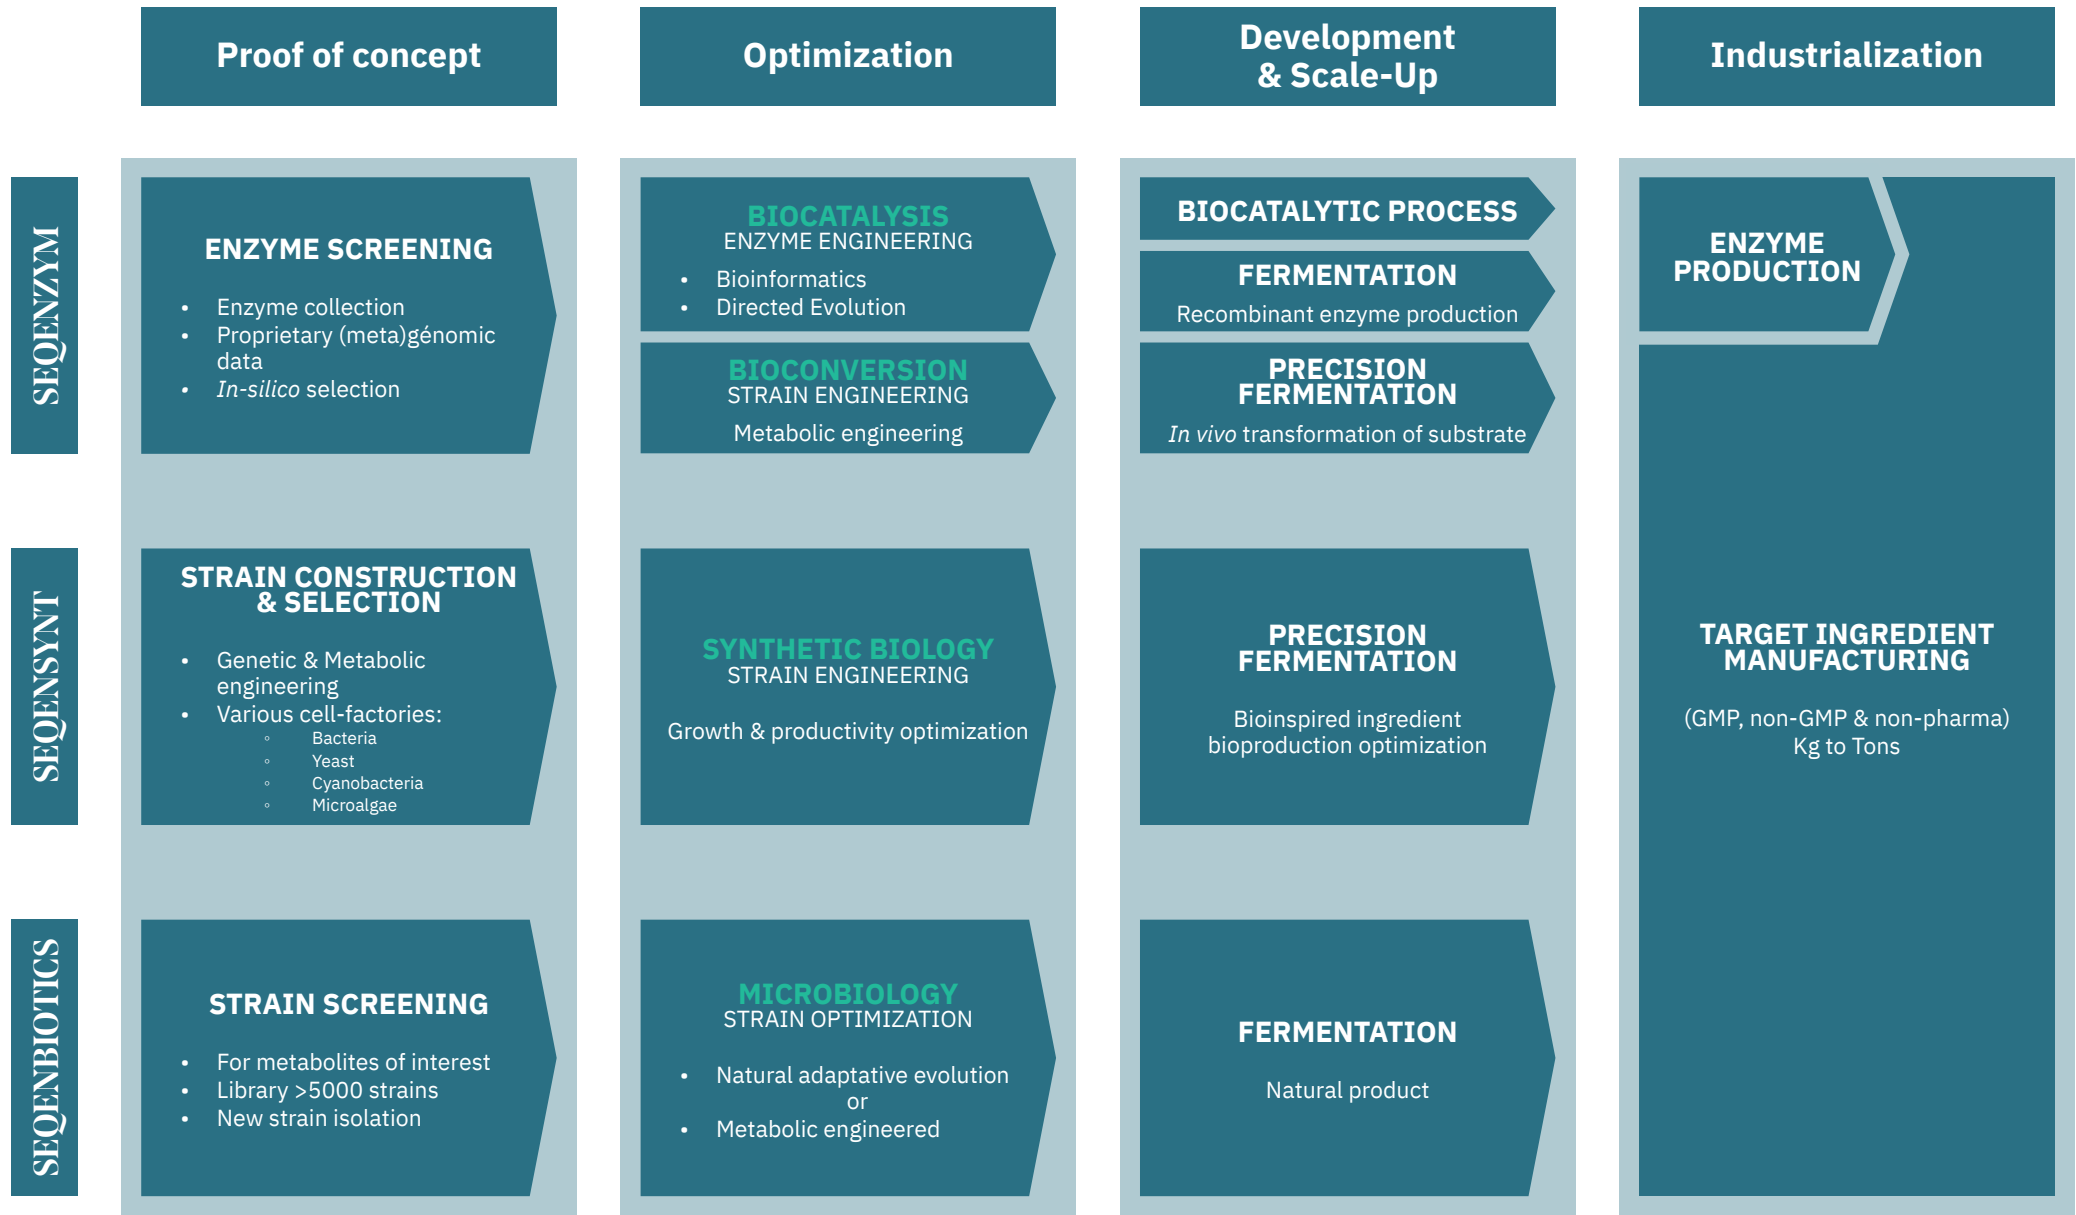 Proof of concept
Optimization
Development
& Scale-Up
Industrialization
SEQENZYM
ENZYME SCREENING
• Enzyme collection
• Proprietary (meta)génomic
data
• In-silico selection
BIOCATALYSIS
ENZYME ENGINEERING
• Bioinformatics
• Directed Evolution
BIOCONVERSION
STRAIN ENGINEERING
Metabolic engineering
BIOCATALYTIC PROCESS
FERMENTATION
Recombinant enzyme production
PRECISION
FERMENTATION
In vivo transformation of substrate
ENZYME
PRODUCTION
SEQENSYNT
STRAIN CONSTRUCTION
& SELECTION
• Genetic & Metabolic
engineering
• Various cell-factories:
◦ Bacteria
◦ Yeast
◦ Cyanobacteria
◦ Microalgae
SYNTHETIC BIOLOGY
STRAIN ENGINEERING
Growth & productivity optimization
PRECISION
FERMENTATION
Bioinspired ingredient
bioproduction optimization
TARGET INGREDIENT
MANUFACTURING
(GMP, non-GMP & non-pharma)
Kg to Tons
SEQENBIOTICS
STRAIN SCREENING
• For metabolites of interest
• Library >5000 strains
• New strain isolation
MICROBIOLOGY
STRAIN OPTIMIZATION
• Natural adaptative evolution
or
• Metabolic engineered
FERMENTATION
Natural product